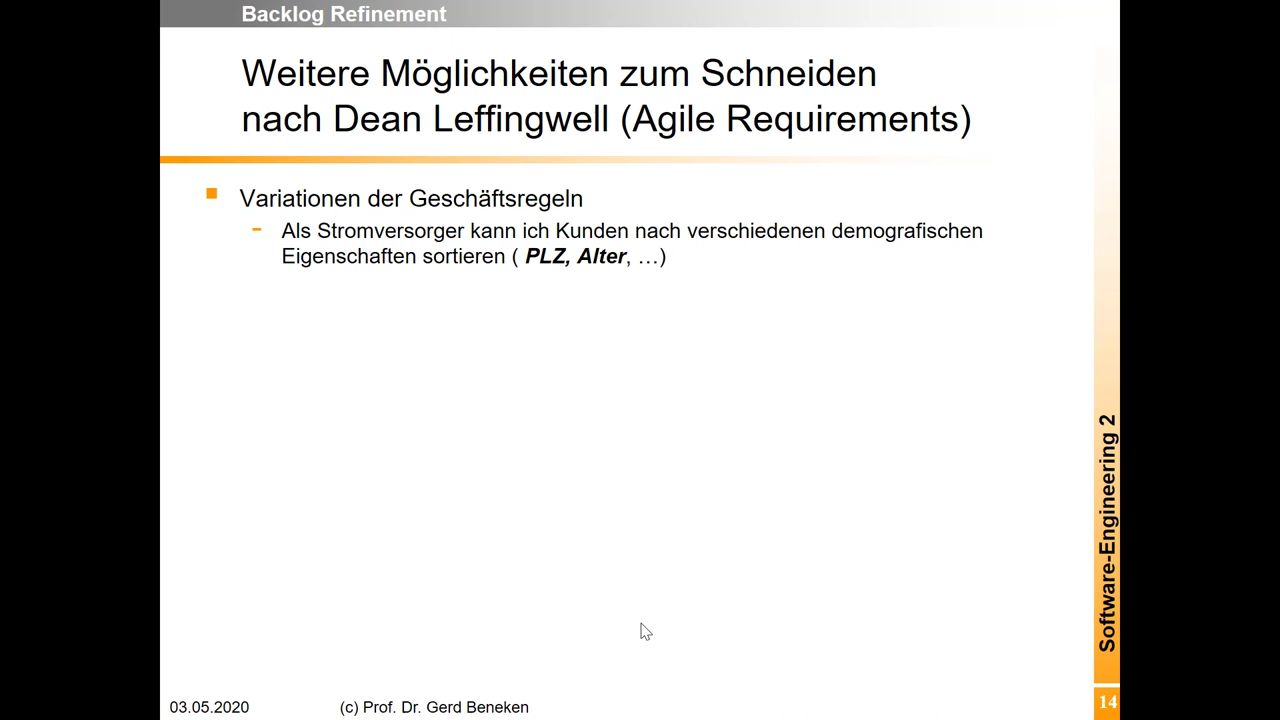 Backlog Refinement
Weitere Möglichkeiten zum Schneiden
nach Dean Leffingwell (Agile Requirements)
Variationen der Geschäftsregeln
- Als Stromversorger kann ich Kunden nach verschiedenen demografischen
Eigenschaften sortieren ( PLZ, Alter, …)
Software-Engineering 2
03.05.2020
(c) Prof. Dr. Gerd Beneken
14